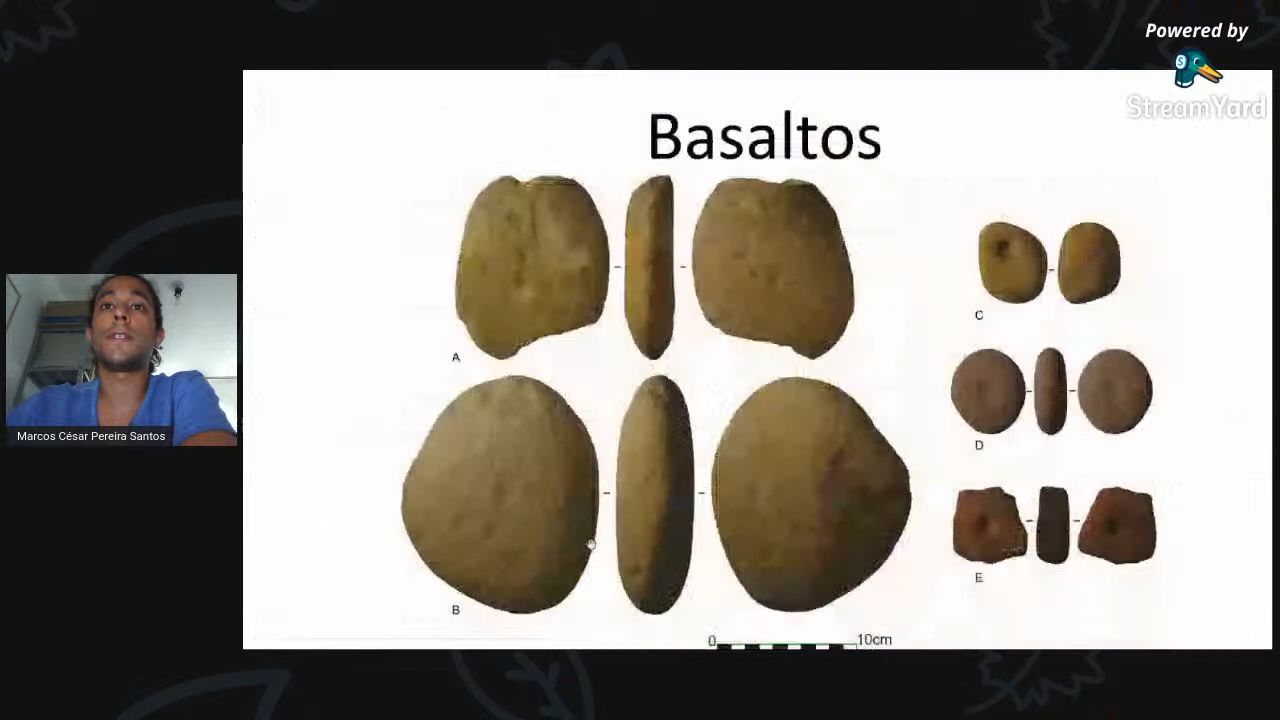 Powered by
StreamYard
Basaltos
A
C
D
B
E
0 10cm
Marcos César Pereira Santos